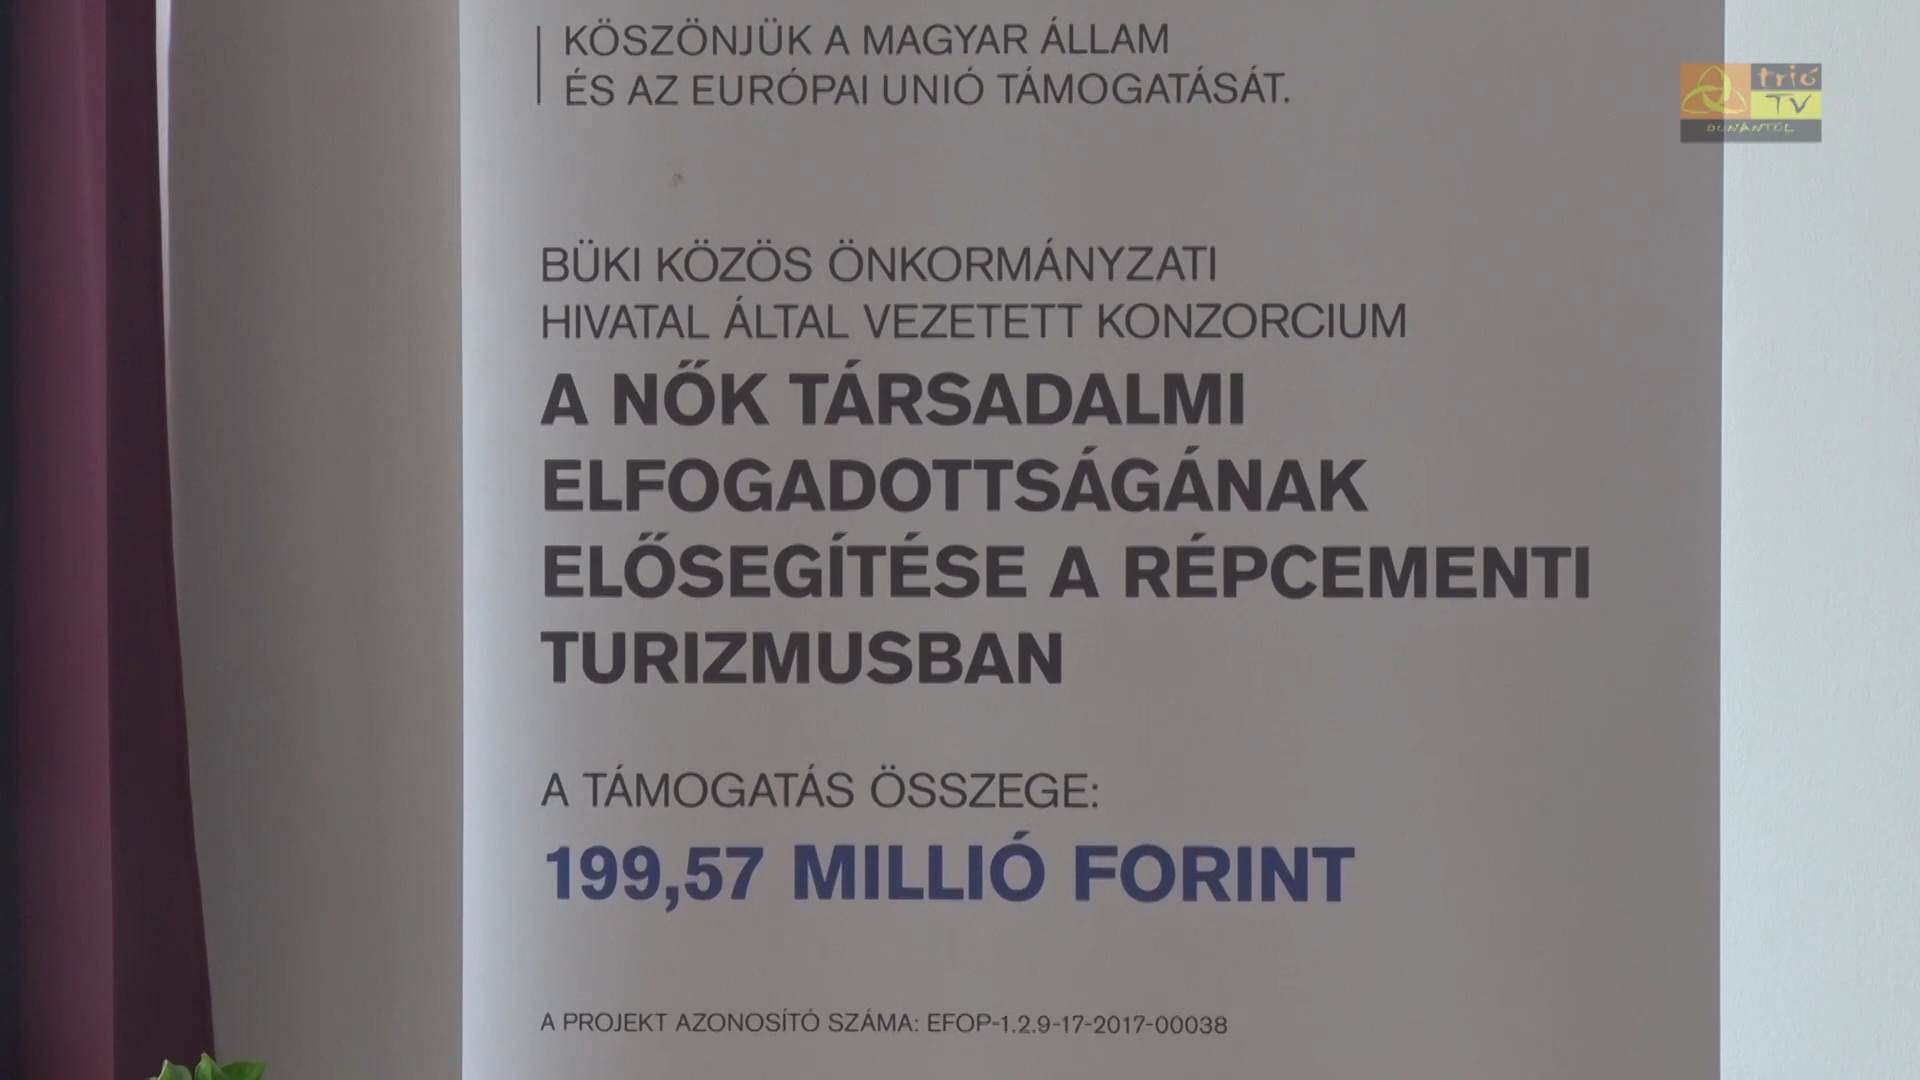 KÖSZÖNJÜK A MAGYAR ÁLLAM
ÉS AZ EURÓPAI UNIÓ TÁMOGATÁSÁT.
trió
TV
DUNÁNTÚL
BÜKI KÖZÖS ÖNKORMÁNYZATI
HIVATAL ÁLTAL VEZETETT KONZORCIUM
A NŐK TÁRSADALMI
ELFOGADOTTSÁGÁNAK
ELŐSEGÍTÉSE A RÉPCEMENTI
TURIZMUSBAN
A TÁMOGATÁS ÖSSZEGE:
199,57 MILLIÓ FORINT
A PROJEKT AZONOSÍTÓ SZÁMA: EFOP-1.2.9-17-2017-00038